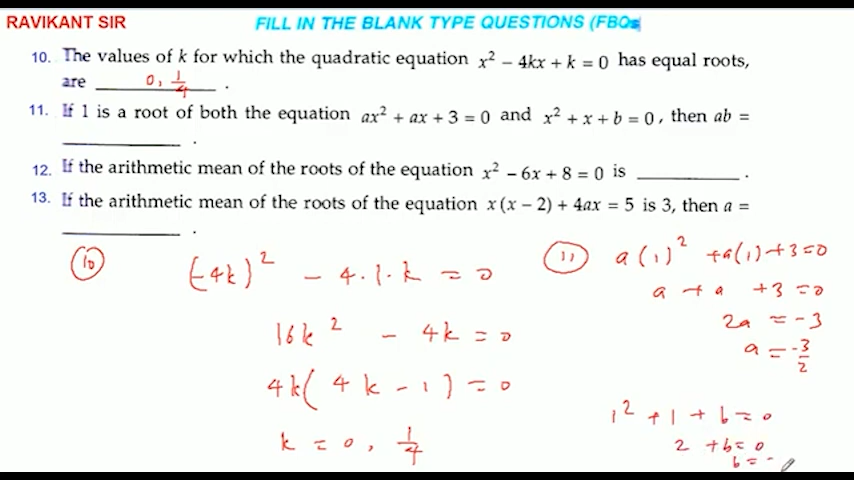 RAVIKANT SIR
FILL IN THE BLANK TYPE QUESTIONS (FBQs
10. The values of k for which the quadratic equation x² − 4kx + k = 0 has equal roots,
are 0, 1/4 .
11. If 1 is a root of both the equation ax² + ax + 3 = 0 and x² + x + b = 0, then ab =
____________ .
12. If the arithmetic mean of the roots of the equation x² − 6x + 8 = 0 is __________ .
13. If the arithmetic mean of the roots of the equation x(x − 2) + 4ax = 5 is 3, then a =
____________ .
10
(-4k)² - 4.1.k = 0
16k² - 4k = 0
4k(4k - 1) = 0
k = 0, 1/4
11
a(1)² + a(1) + 3 = 0
a + a + 3 = 0
2a = -3
a = -3/2
1² + 1 + b = 0
2 + b = 0
b = -